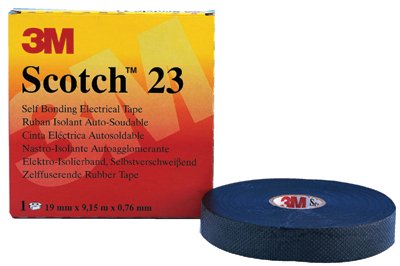 3M
Scotch™ 23
Self Bonding Electrical Tape
Ruban Isolant Auto-Soudable
Cinta Eléctrica Autosoldable
Nastro-Isolante Autoagglomerante
Elektro-Isolierband, Selbstverschweißend
Zelffuserende Rubber Tape
1 19 mm x 9,15 m x 0,76 mm
3M